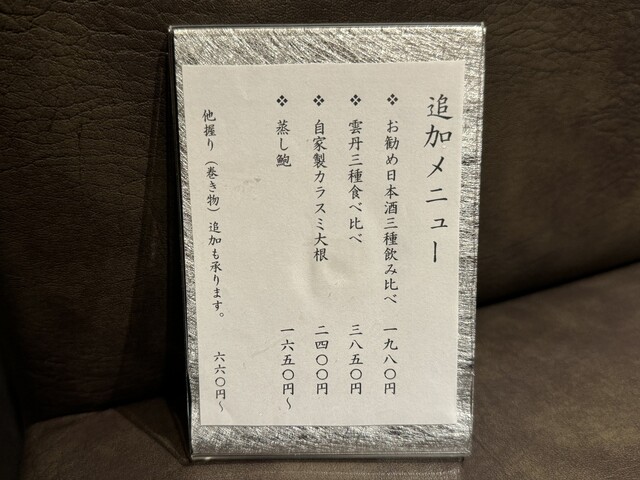 追加メニュー
❖ お勧め日本酒三種飲み比べ 一九八〇円
❖ 雲丹三種食べ比べ 三八五〇円
❖ 自家製カラスミ大根 二四〇〇円
❖ 蒸し鮑 一六五〇円～
他握り（巻き物）追加も承ります。 六六〇円～